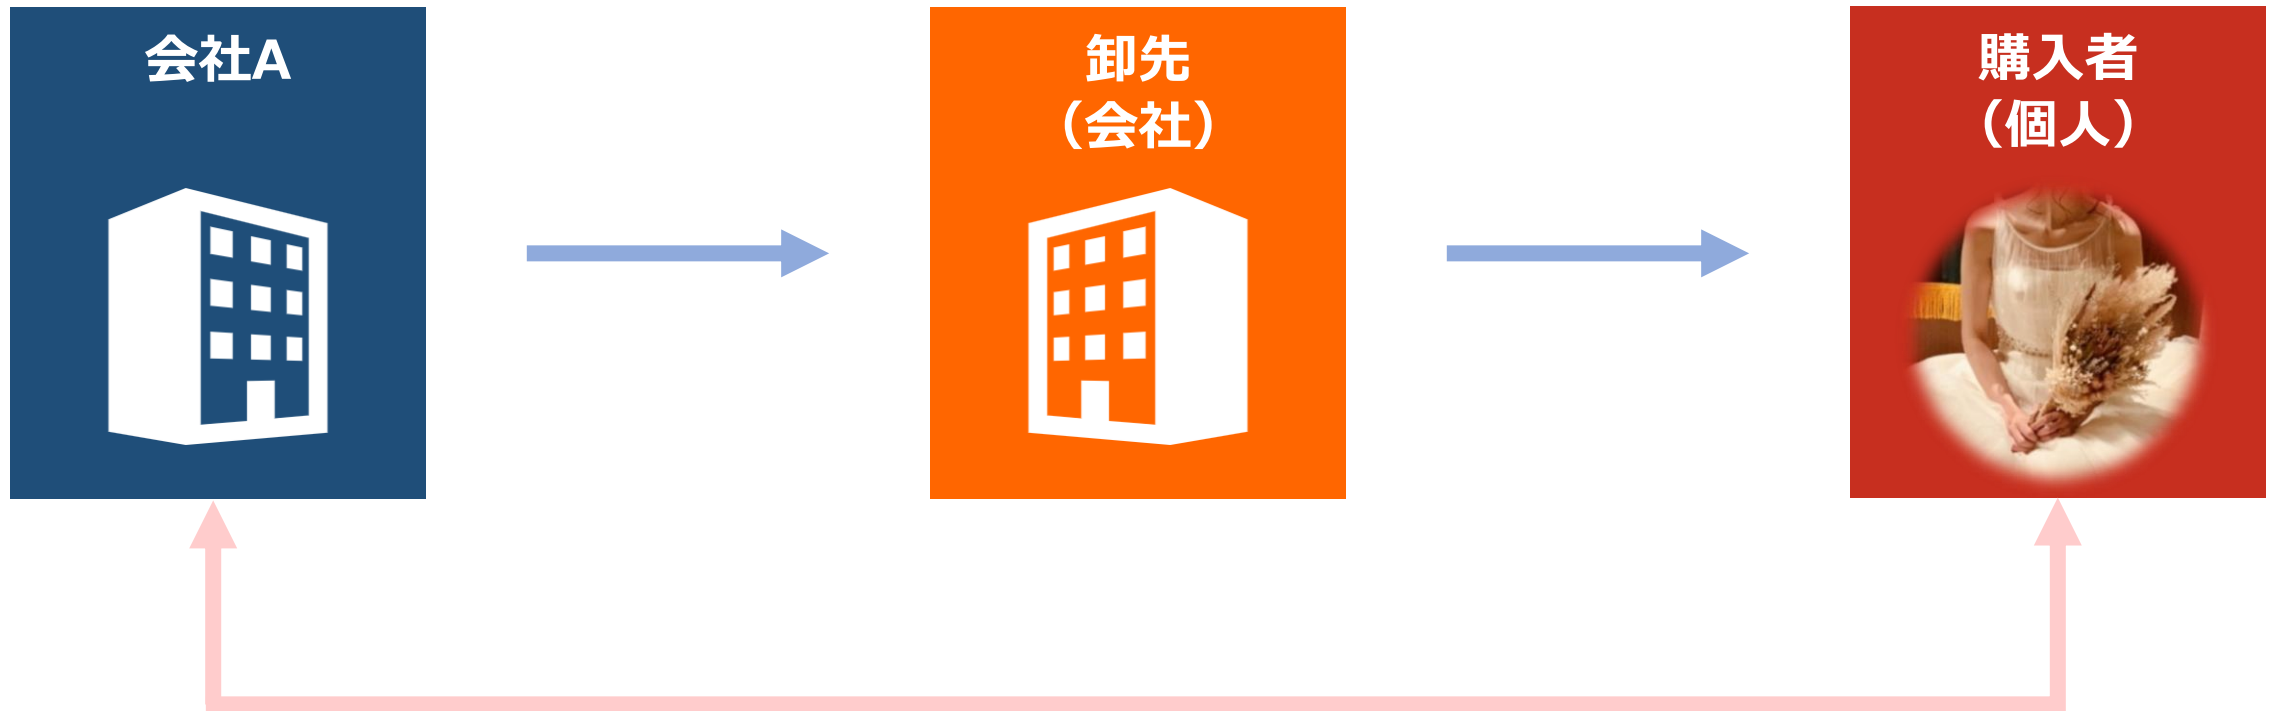 会社A
卸先
（会社）
購入者
（個人）